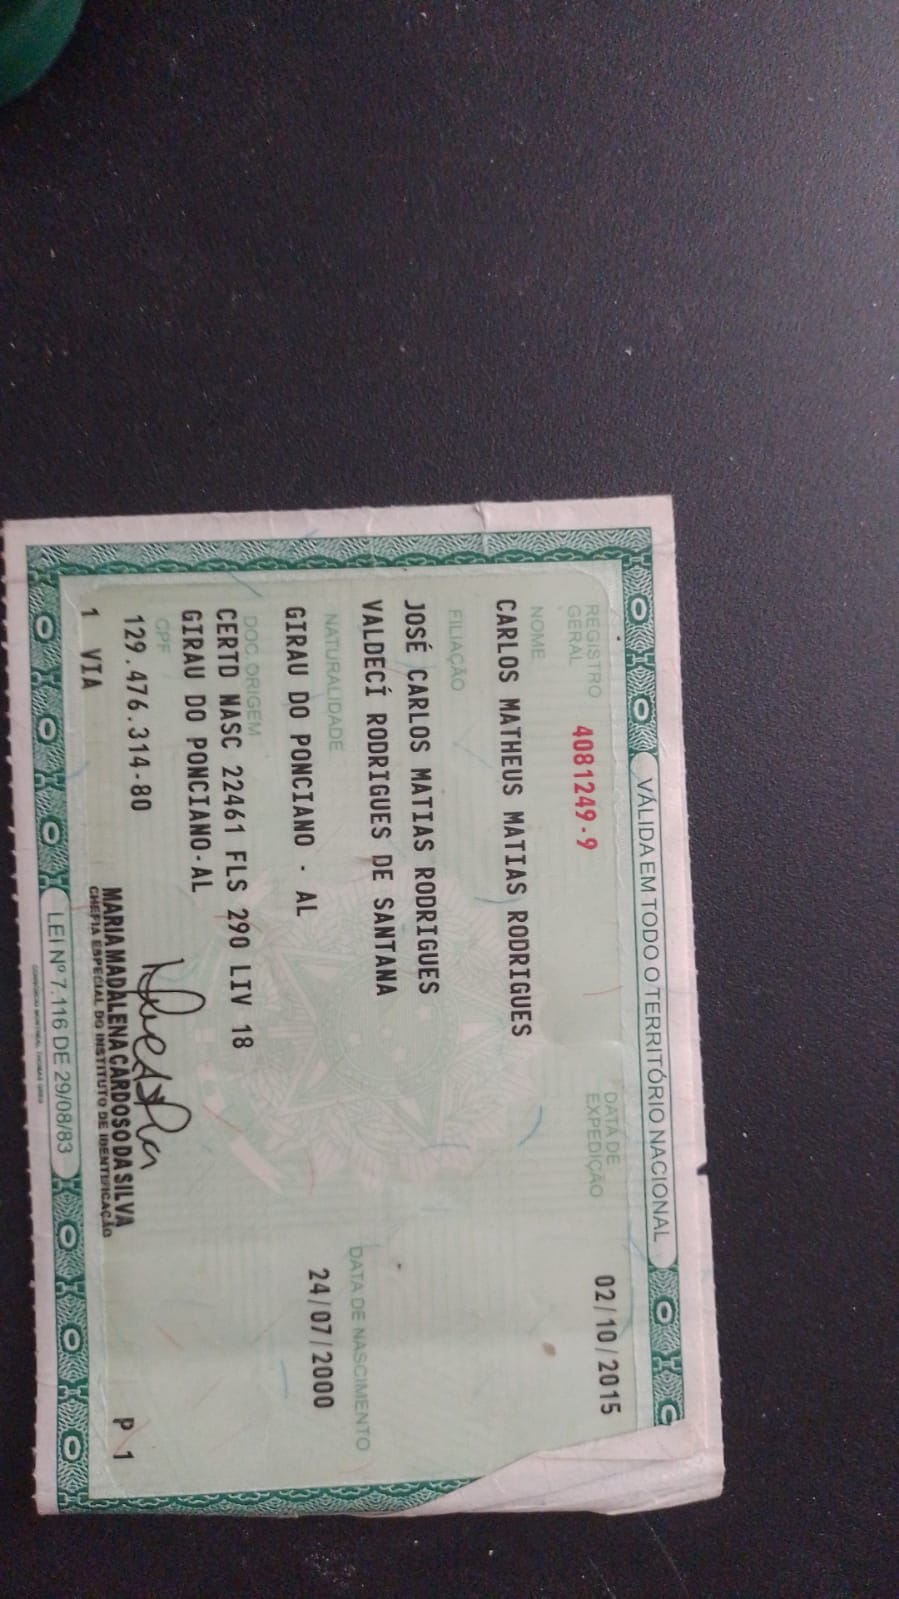 VÁLIDA EM TODO O TERRITÓRIO NACIONAL
REGISTRO GERAL 4081249-9 DATA DE EXPEDIÇÃO 02/10/2015
NOME
CARLOS MATHEUS MATIAS RODRIGUES
FILIAÇÃO
JOSÉ CARLOS MATIAS RODRIGUES
VALDECÍ RODRIGUES DE SANTANA
NATURALIDADE DATA DE NASCIMENTO
GIRAU DO PONCIANO - AL 24/07/2000
DOC. ORIGEM
CERTD NASC 22461 FLS 290 LIV 18
GIRAU DO PONCIANO-AL
CPF
129.476.314-80
1 VIA P 1
MARIA MADALENA CARDOSO DA SILVA
CHEFIA ESPECIAL DO INSTITUTO DE IDENTIFICAÇÃO
LEI Nº 7.116 DE 29/08/83